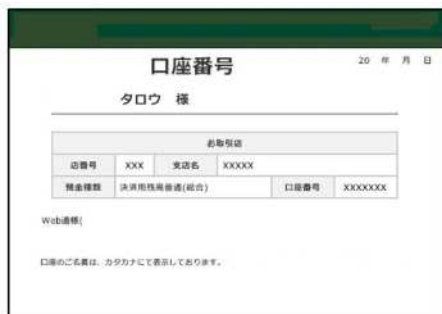 口座番号
20 年 月 日
タロウ 様
お取引店
店番号 XXX 支店名 XXXXX
預金種類 決済用残高普通(総合) 口座番号 XXXXXXX
Web通帳(
口座のご名義は、カタカナにて表示しております。